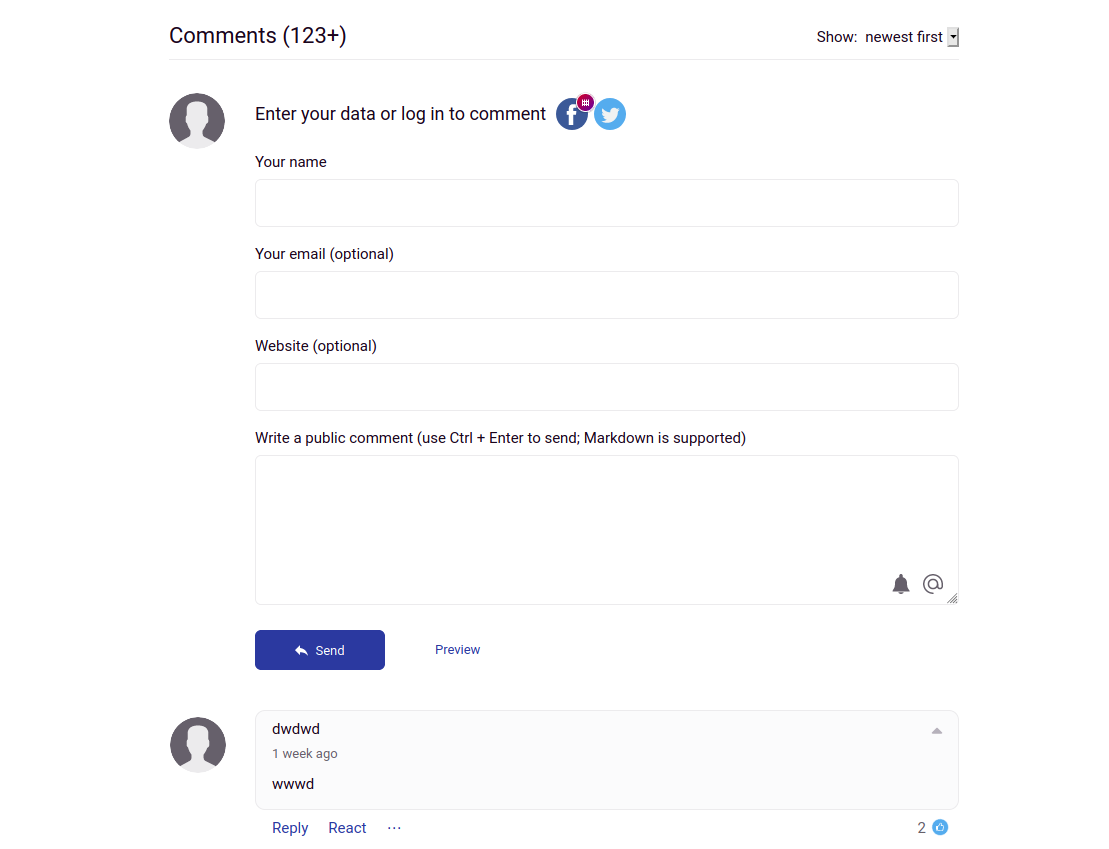 Comments (123+)
Show: newest first
Enter your data or log in to comment
Your name
Your email (optional)
Website (optional)
Write a public comment (use Ctrl + Enter to send; Markdown is supported)
Send
Preview
dwdwd
1 week ago
wwwd
Reply React ···
2